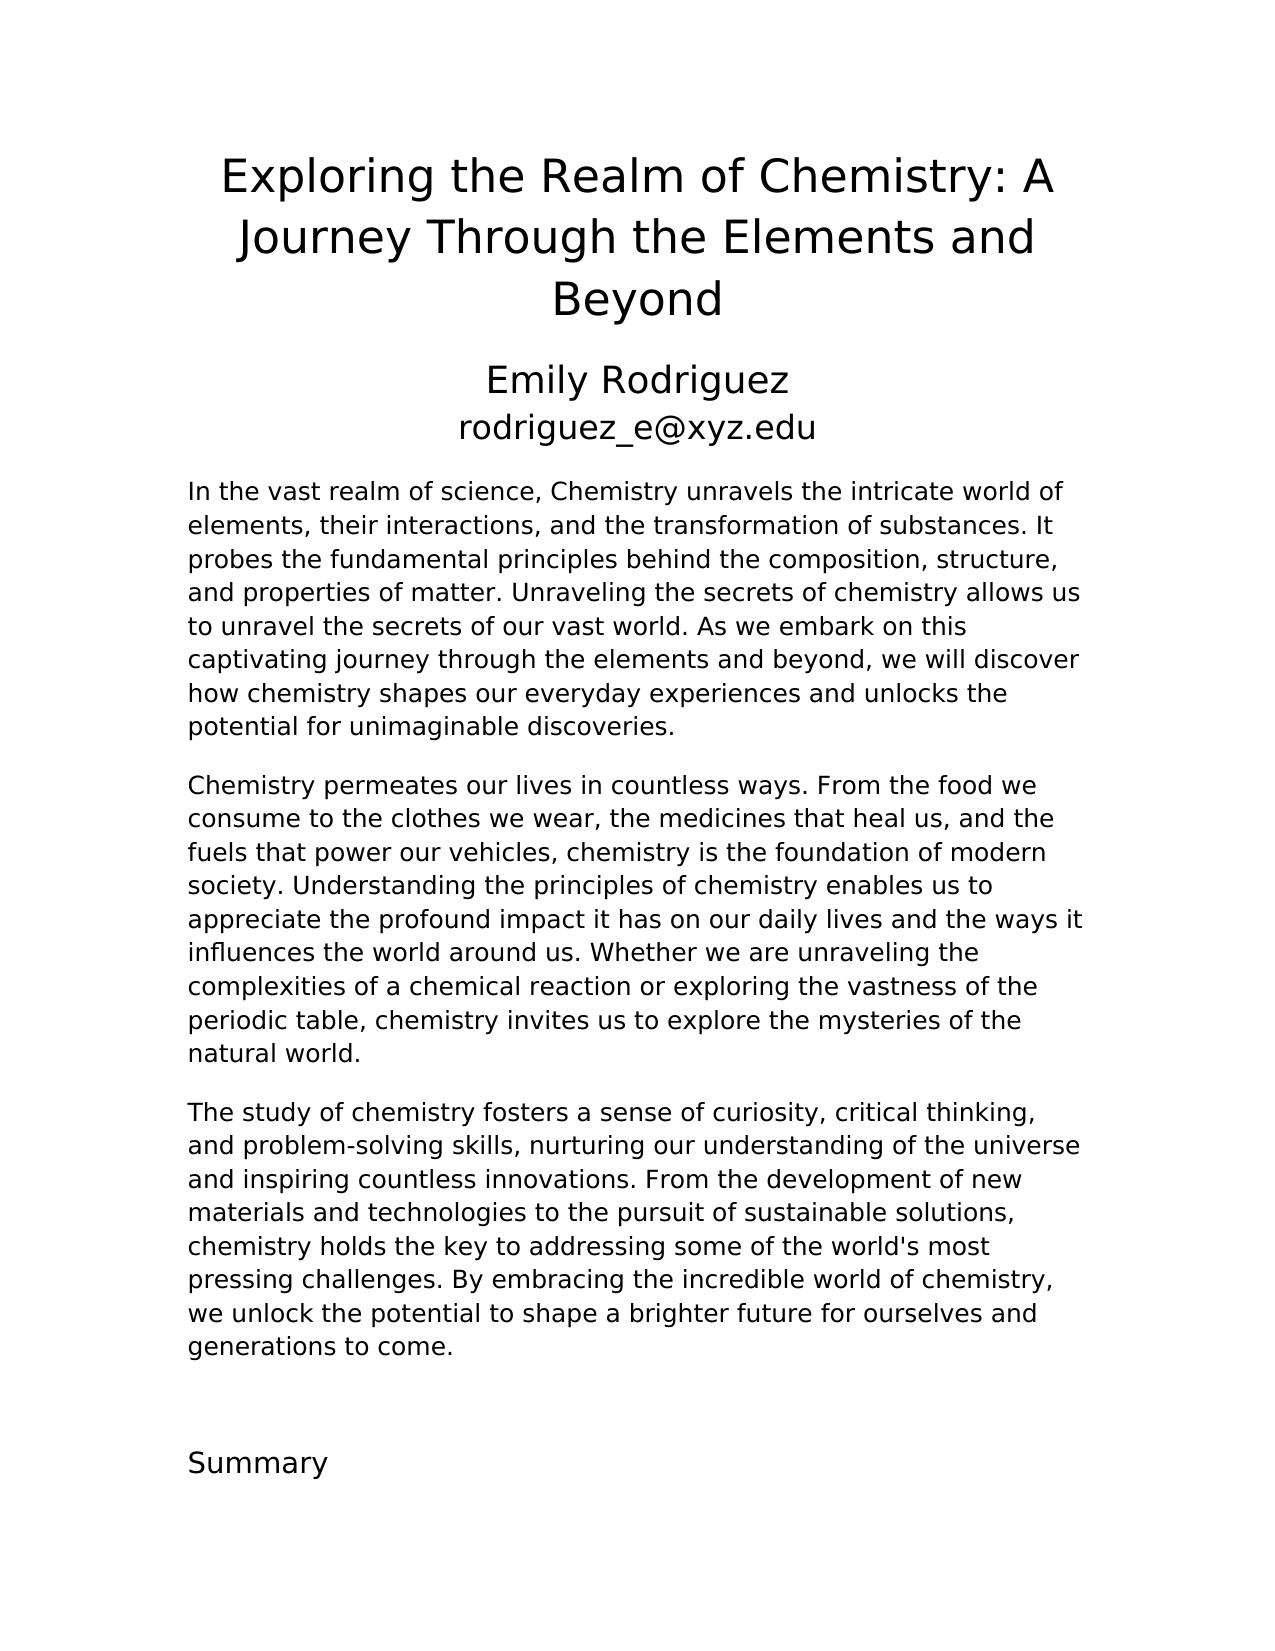 Exploring the Realm of Chemistry: A
Journey Through the Elements and
Beyond
Emily Rodriguez
rodriguez_e@xyz.edu
In the vast realm of science, Chemistry unravels the intricate world of
elements, their interactions, and the transformation of substances. It
probes the fundamental principles behind the composition, structure,
and properties of matter. Unraveling the secrets of chemistry allows us
to unravel the secrets of our vast world. As we embark on this
captivating journey through the elements and beyond, we will discover
how chemistry shapes our everyday experiences and unlocks the
potential for unimaginable discoveries.
Chemistry permeates our lives in countless ways. From the food we
consume to the clothes we wear, the medicines that heal us, and the
fuels that power our vehicles, chemistry is the foundation of modern
society. Understanding the principles of chemistry enables us to
appreciate the profound impact it has on our daily lives and the ways it
influences the world around us. Whether we are unraveling the
complexities of a chemical reaction or exploring the vastness of the
periodic table, chemistry invites us to explore the mysteries of the
natural world.
The study of chemistry fosters a sense of curiosity, critical thinking,
and problem-solving skills, nurturing our understanding of the universe
and inspiring countless innovations. From the development of new
materials and technologies to the pursuit of sustainable solutions,
chemistry holds the key to addressing some of the world's most
pressing challenges. By embracing the incredible world of chemistry,
we unlock the potential to shape a brighter future for ourselves and
generations to come.
Summary